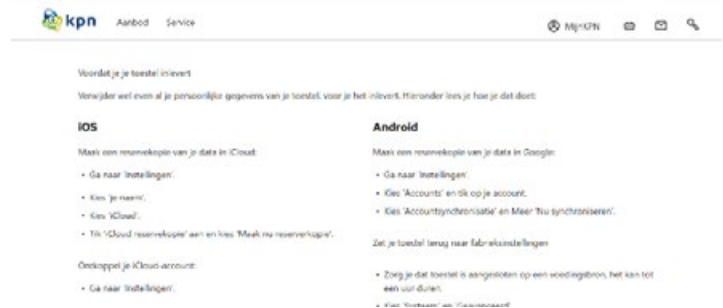 kpn Aanbod Service MijnKPN
Voordat je je toestel inlevert
Verwijder wel even al je persoonlijke gegevens van je toestel, voor je het inlevert. Hieronder lees je hoe je dat doet:
iOS
Maak een reservekopie van je data in iCloud:
• Ga naar 'Instellingen'.
• Kies 'je naam'.
• Kies 'iCloud'.
• Tik 'iCloud reservekopie' aan en kies 'Maak nu reservekopie'.
Ontkoppel je iCloud-account:
• Ga naar 'Instellingen'.
Android
Maak een reservekopie van je data in Google:
• Ga naar 'Instellingen'.
• Kies 'Accounts' en tik op je account.
• Kies 'Accountsynchronisatie' en Meer 'Nu synchroniseren'.
Zet je toestel terug naar fabrieksinstellingen
• Zorg je dat toestel is aangesloten op een voedingsbron, het kan tot
een uur duren.
• Kies 'Systeem' en 'Geavanceerd'